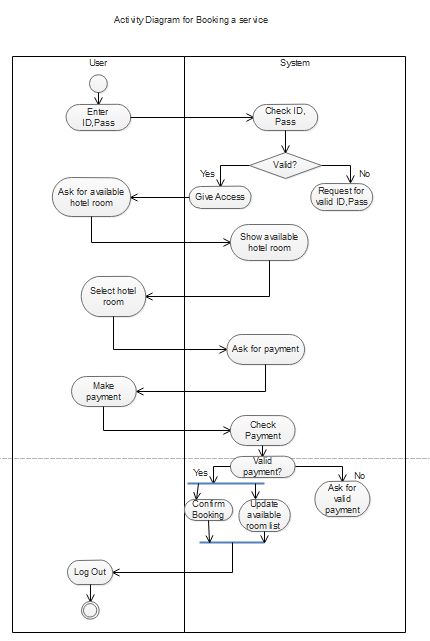 Activity Diagram for Booking a service
User
System
Enter
ID,Pass
Check ID,
Pass
Valid?
Yes
No
Ask for available
hotel room
Give Access
Request for
valid ID,Pass
Show available
hotel room
Select hotel
room
Ask for payment
Make
payment
Check
Payment
Valid
payment?
Yes
No
Confirm
Booking
Update
available
room list
Ask for
valid
payment
Log Out